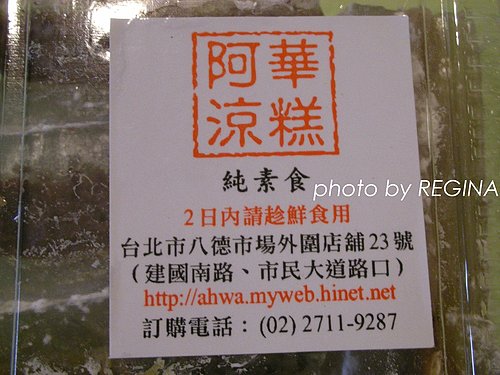 阿華
涼糕
純素食
photo by REGINA
2日內請趁鮮食用
台北市八德市場外圍店舖23號
(建國南路、市民大道路口)
http://ahwa.myweb.hinet.net
訂購電話：(02) 2711-9287